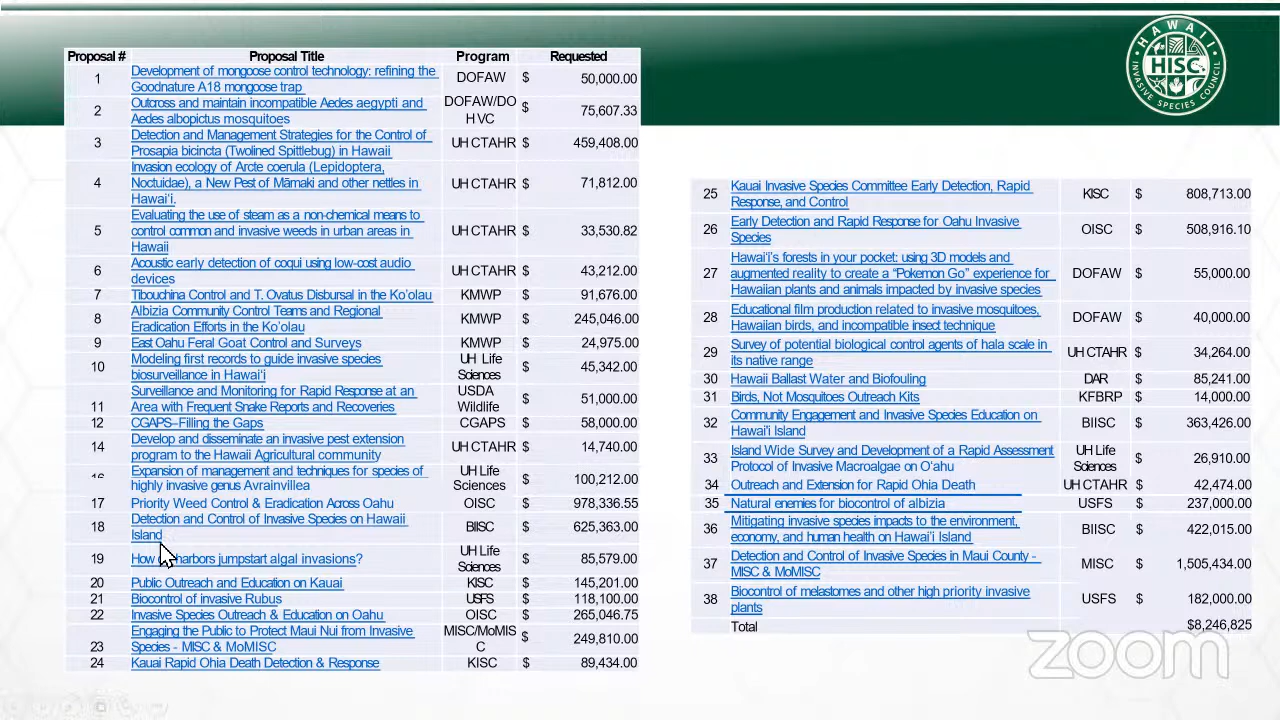 HAWAII
INVASIVE SPECIES COUNCIL
HISC
Proposal # Proposal Title Program Requested
1 Development of mongoose control technology: refining the Goodnature A18 mongoose trap DOFAW $ 50,000.00
2 Outcross and maintain incompatible Aedes aegypti and Aedes albopictus mosquitoes DOFAW/DOH VC $ 75,607.33
3 Detection and Management Strategies for the Control of Prosapia bicincta (Twolined Spittlebug) in Hawaii UH CTAHR $ 459,408.00
4 Invasion ecology of Arcte coerula (Lepidoptera, Noctuidae), a New Pest of Māmaki and other nettles in Hawai'i. UH CTAHR $ 71,812.00
5 Evaluating the use of steam as a non-chemical means to control common and invasive weeds in urban areas in Hawaii UH CTAHR $ 33,530.82
6 Acoustic early detection of coqui using low-cost audio devices UH CTAHR $ 43,212.00
7 Tibouchina Control and T. Ovatus Disbursal in the Ko'olau KMWP $ 91,676.00
8 Albizia Community Control Teams and Regional Eradication Efforts in the Ko'olau KMWP $ 245,046.00
9 East Oahu Feral Goat Control and Surveys KMWP $ 24,975.00
10 Modeling first records to guide invasive species biosurveillance in Hawai'i UH Life Sciences $ 45,342.00
11 Surveillance and Monitoring for Rapid Response at an Area with Frequent Snake Reports and Recoveries USDA Wildlife $ 51,000.00
12 CGAPS–Filling the Gaps CGAPS $ 58,000.00
14 Develop and disseminate an invasive pest extension program to the Hawaii Agricultural community UH CTAHR $ 14,740.00
Expansion of management and techniques for species of highly invasive genus Avrainvillea UH Life Sciences $ 100,212.00
17 Priority Weed Control & Eradication Across Oahu OISC $ 978,336.55
18 Detection and Control of Invasive Species on Hawaii Island BIISC $ 625,363.00
19 How harbors jumpstart algal invasions? UH Life Sciences $ 85,579.00
20 Public Outreach and Education on Kauai KISC $ 145,201.00
21 Biocontrol of invasive Rubus USFS $ 118,100.00
22 Invasive Species Outreach & Education on Oahu OISC $ 265,046.75
23 Engaging the Public to Protect Maui Nui from Invasive Species - MISC & MoMISC MISC/MoMISC $ 249,810.00
24 Kauai Rapid Ohia Death Detection & Response KISC $ 89,434.00
25 Kauai Invasive Species Committee Early Detection, Rapid Response, and Control KISC $ 808,713.00
26 Early Detection and Rapid Response for Oahu Invasive Species OISC $ 508,916.10
27 Hawai'i's forests in your pocket: using 3D models and augmented reality to create a "Pokemon Go" experience for Hawaiian plants and animals impacted by invasive species DOFAW $ 55,000.00
28 Educational film production related to invasive mosquitoes, Hawaiian birds, and incompatible insect technique DOFAW $ 40,000.00
29 Survey of potential biological control agents of hala scale in its native range UH CTAHR $ 34,264.00
30 Hawaii Ballast Water and Biofouling DAR $ 85,241.00
31 Birds, Not Mosquitoes Outreach Kits KFBRP $ 14,000.00
32 Community Engagement and Invasive Species Education on Hawai'i Island BIISC $ 363,426.00
33 Island Wide Survey and Development of a Rapid Assessment Protocol of Invasive Macroalgae on O'ahu UH Life Sciences $ 26,910.00
34 Outreach and Extension for Rapid Ohia Death UH CTAHR $ 42,474.00
35 Natural enemies for biocontrol of albizia USFS $ 237,000.00
36 Mitigating invasive species impacts to the environment, economy, and human health on Hawai'i Island BIISC $ 422,015.00
37 Detection and Control of Invasive Species in Maui County - MISC & MoMISC MISC $ 1,505,434.00
38 Biocontrol of melastomes and other high priority invasive plants USFS $ 182,000.00
Total $8,246,825
zoom